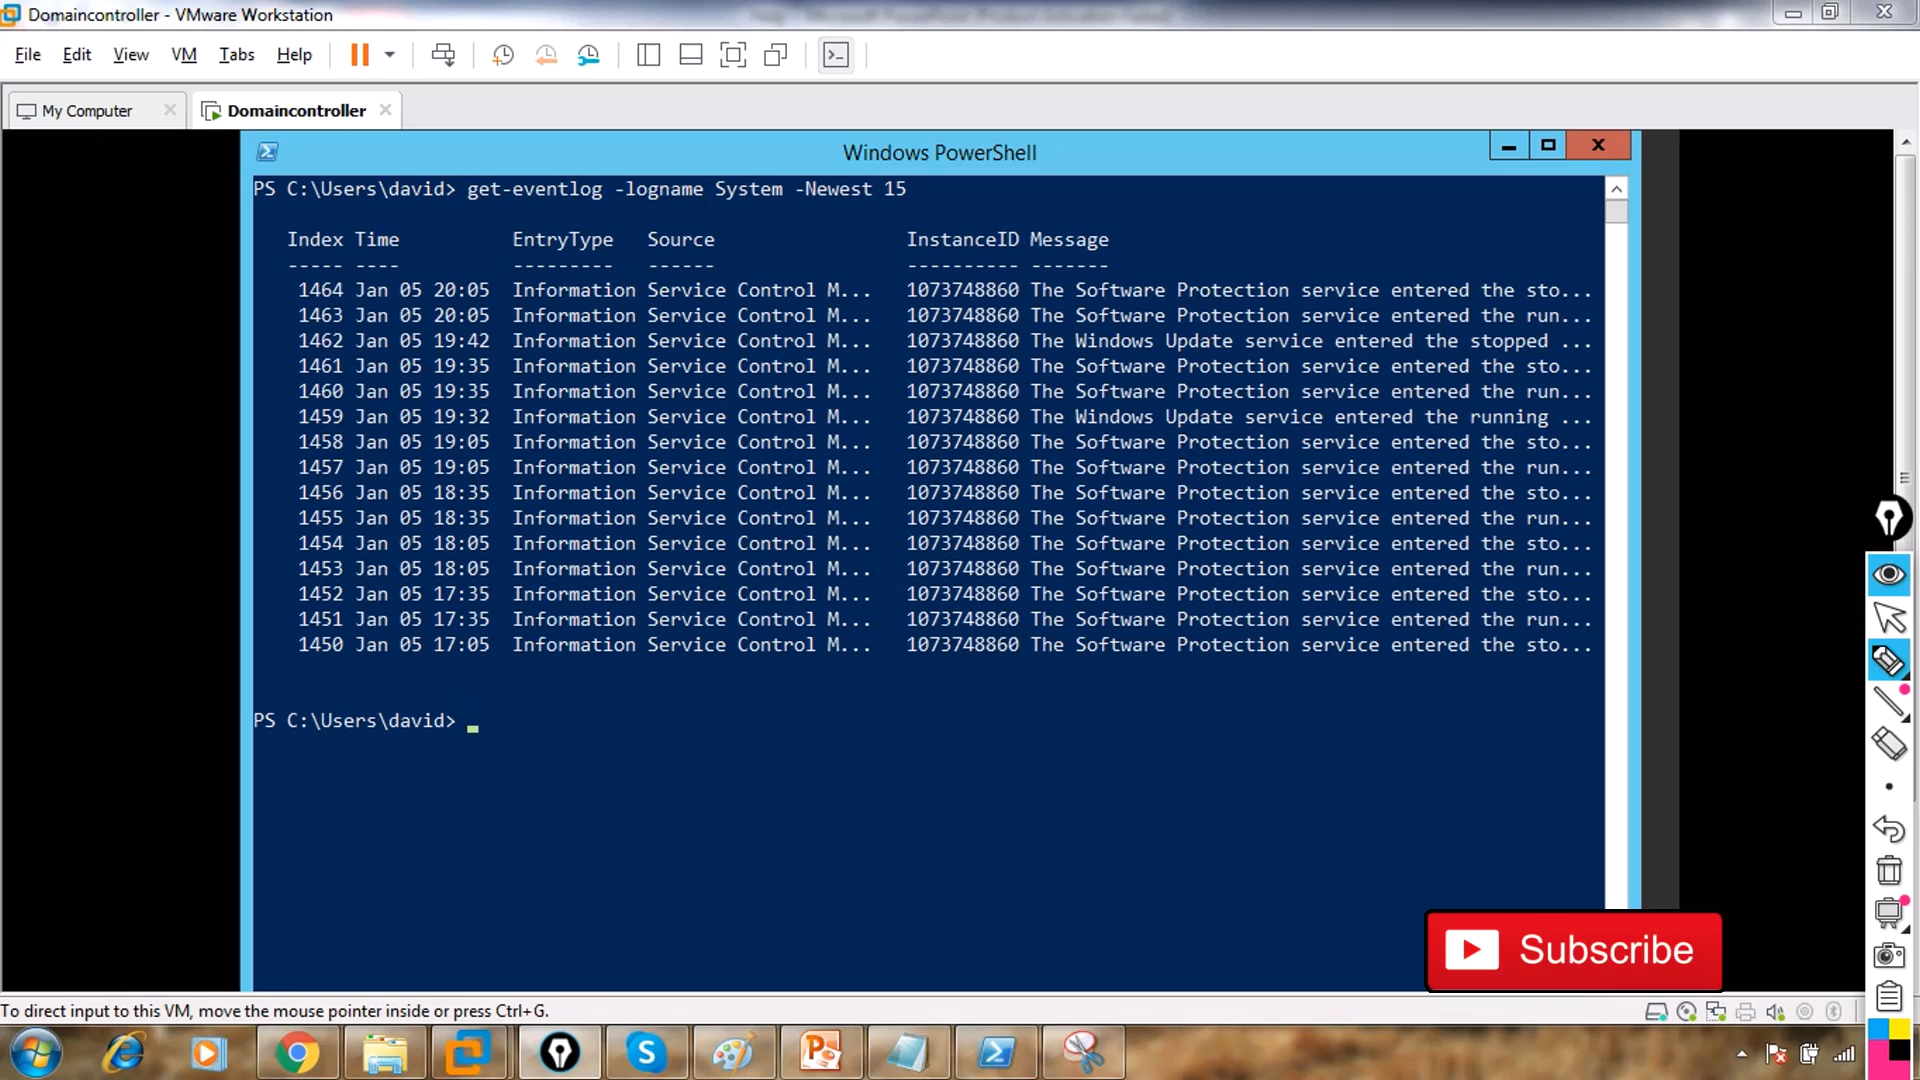 Domaincontroller - VMware Workstation
File Edit View VM Tabs Help
My Computer Domaincontroller
Windows PowerShell
PS C:\Users\david> get-eventlog -logname System -Newest 15
Index Time EntryType Source InstanceID Message
----- ---- --------- ------ ---------- -------
1464 Jan 05 20:05 Information Service Control M... 1073748860 The Software Protection service entered the sto...
1463 Jan 05 20:05 Information Service Control M... 1073748860 The Software Protection service entered the run...
1462 Jan 05 19:42 Information Service Control M... 1073748860 The Windows Update service entered the stopped ...
1461 Jan 05 19:35 Information Service Control M... 1073748860 The Software Protection service entered the sto...
1460 Jan 05 19:35 Information Service Control M... 1073748860 The Software Protection service entered the run...
1459 Jan 05 19:32 Information Service Control M... 1073748860 The Windows Update service entered the running ...
1458 Jan 05 19:05 Information Service Control M... 1073748860 The Software Protection service entered the sto...
1457 Jan 05 19:05 Information Service Control M... 1073748860 The Software Protection service entered the run...
1456 Jan 05 18:35 Information Service Control M... 1073748860 The Software Protection service entered the sto...
1455 Jan 05 18:35 Information Service Control M... 1073748860 The Software Protection service entered the run...
1454 Jan 05 18:05 Information Service Control M... 1073748860 The Software Protection service entered the sto...
1453 Jan 05 18:05 Information Service Control M... 1073748860 The Software Protection service entered the run...
1452 Jan 05 17:35 Information Service Control M... 1073748860 The Software Protection service entered the sto...
1451 Jan 05 17:35 Information Service Control M... 1073748860 The Software Protection service entered the run...
1450 Jan 05 17:05 Information Service Control M... 1073748860 The Software Protection service entered the sto...
PS C:\Users\david>
Subscribe
To direct input to this VM, move the mouse pointer inside or press Ctrl+G.